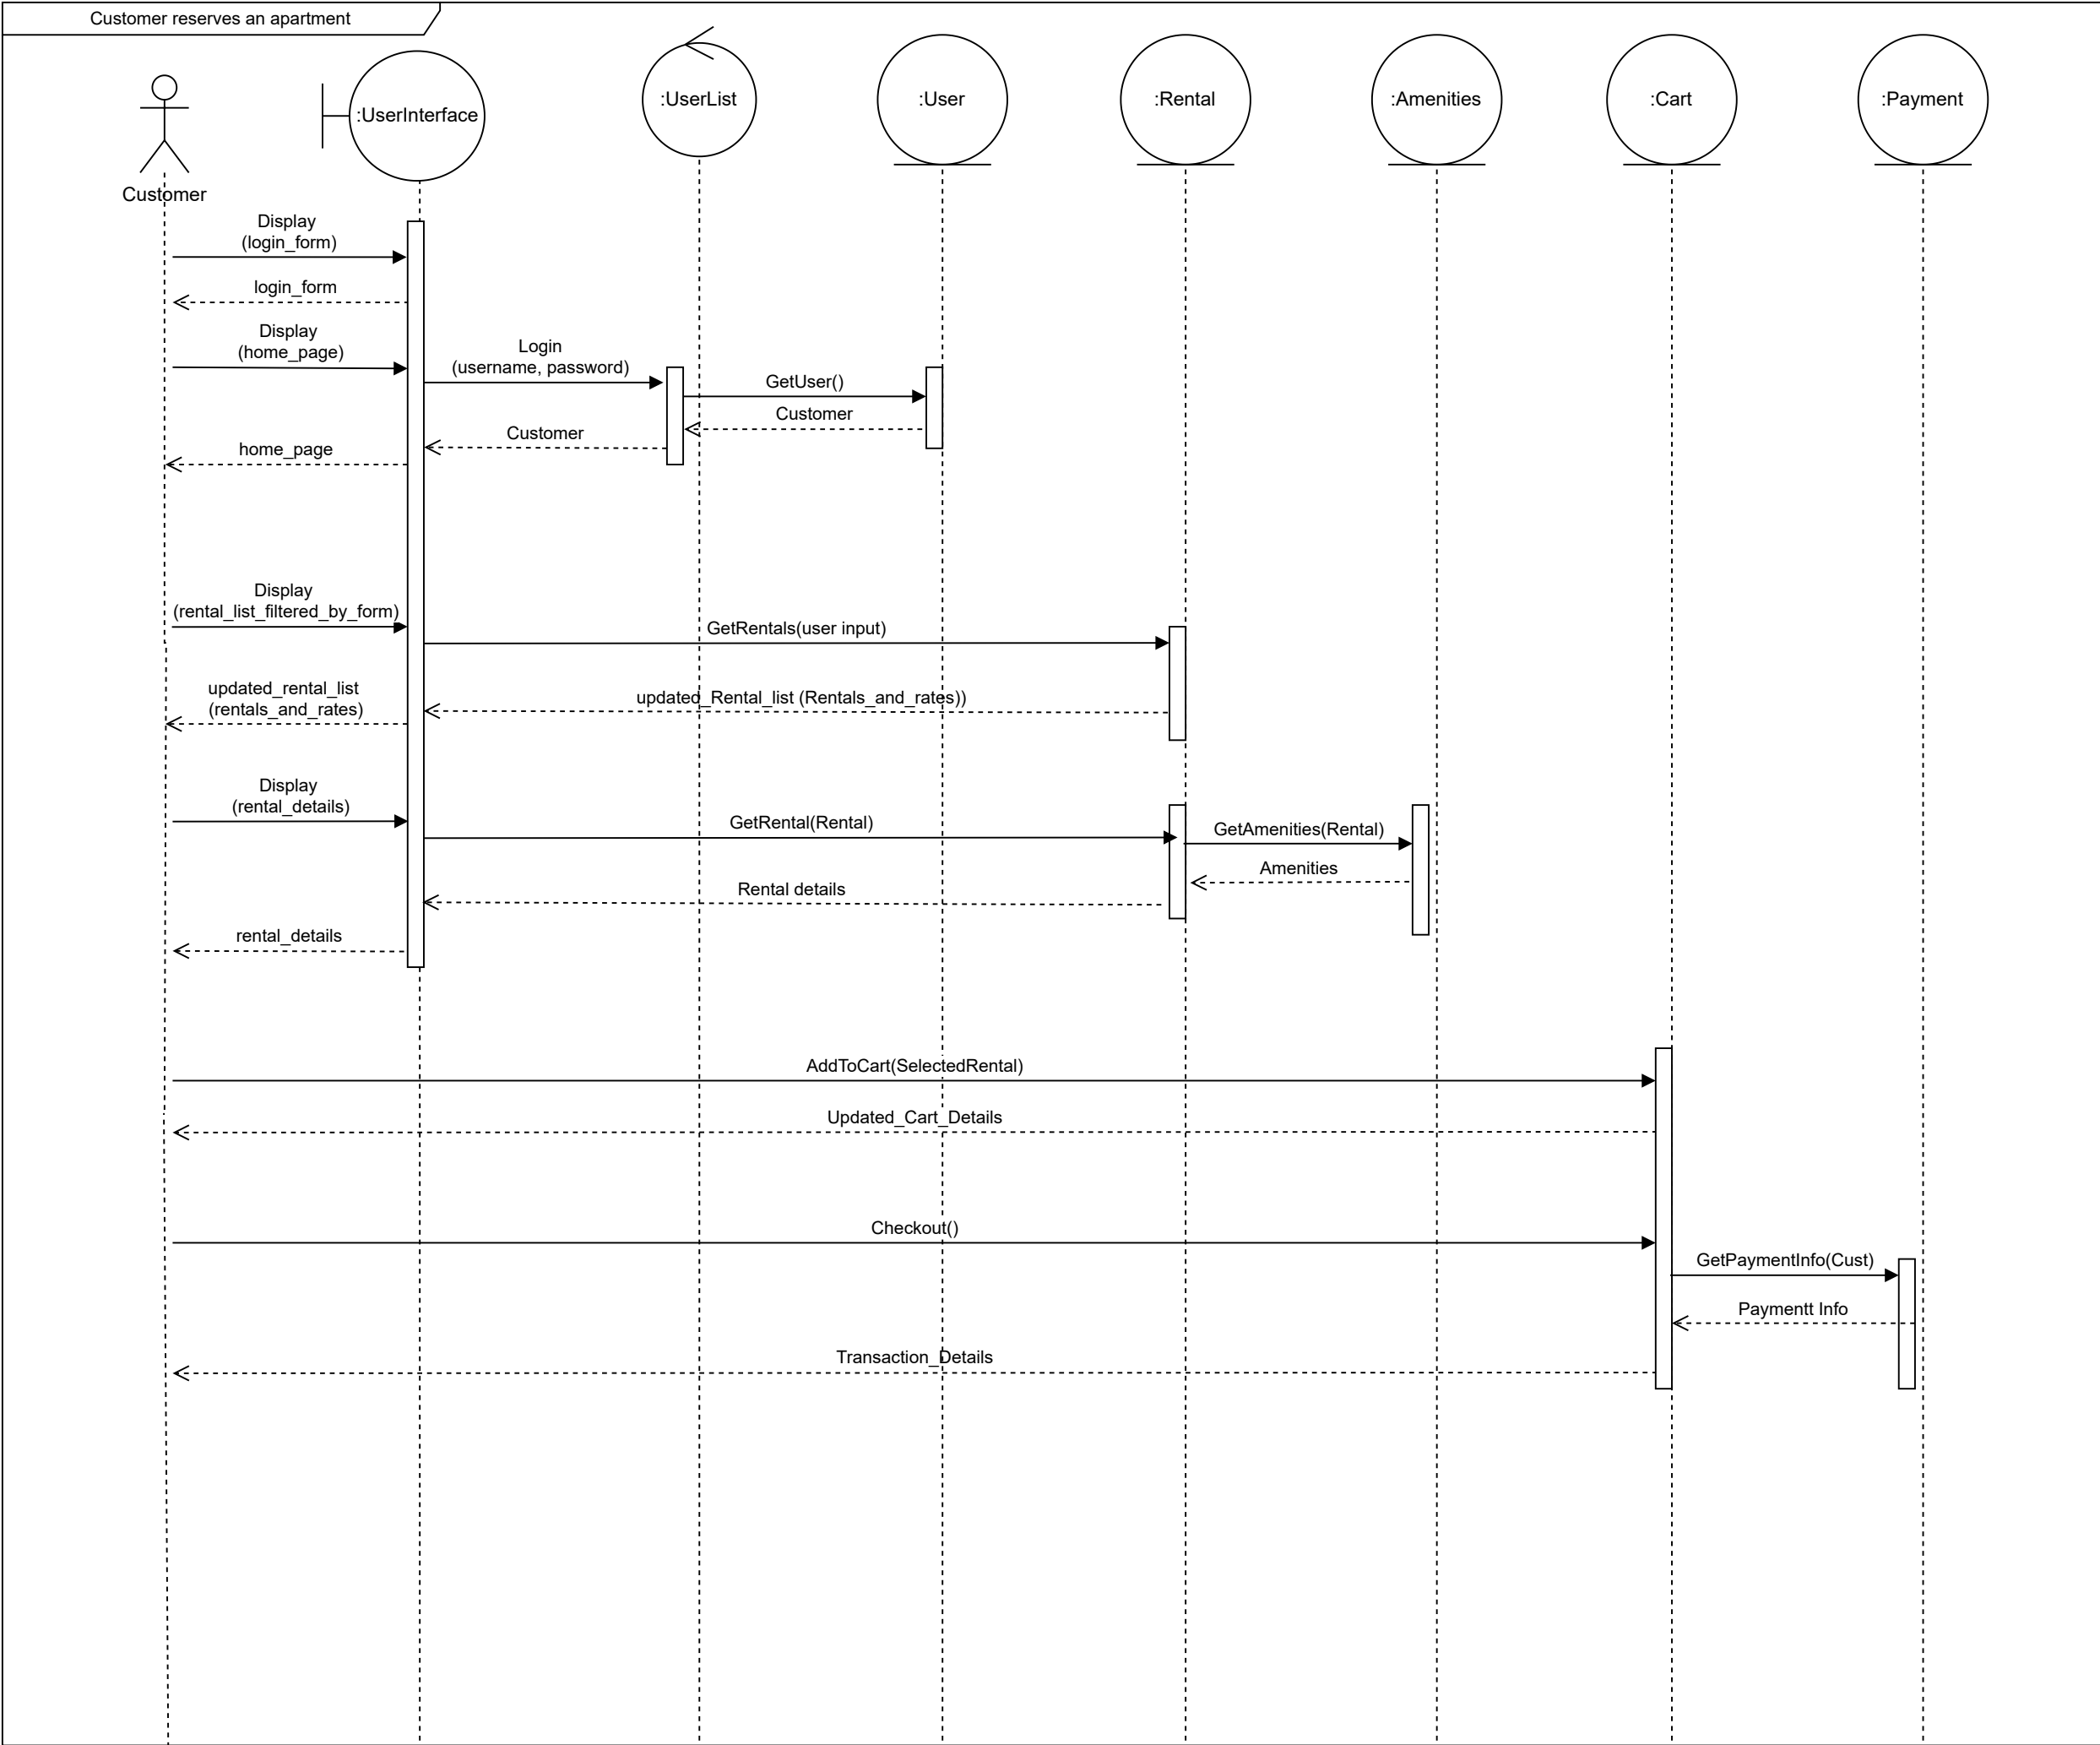 Customer reserves an apartment
:UserInterface
:UserList
:User
:Rental
:Amenities
:Cart
:Payment
Customer
Display
(login_form)
login_form
Display
(home_page)
Login
(username, password)
GetUser()
Customer
Customer
home_page
Display
(rental_list_filtered_by_form)
GetRentals(user input)
updated_rental_list
(rentals_and_rates)
updated_Rental_list (Rentals_and_rates))
Display
(rental_details)
GetRental(Rental)
GetAmenities(Rental)
Amenities
Rental details
rental_details
AddToCart(SelectedRental)
Updated_Cart_Details
Checkout()
GetPaymentInfo(Cust)
Paymentt Info
Transaction_Details